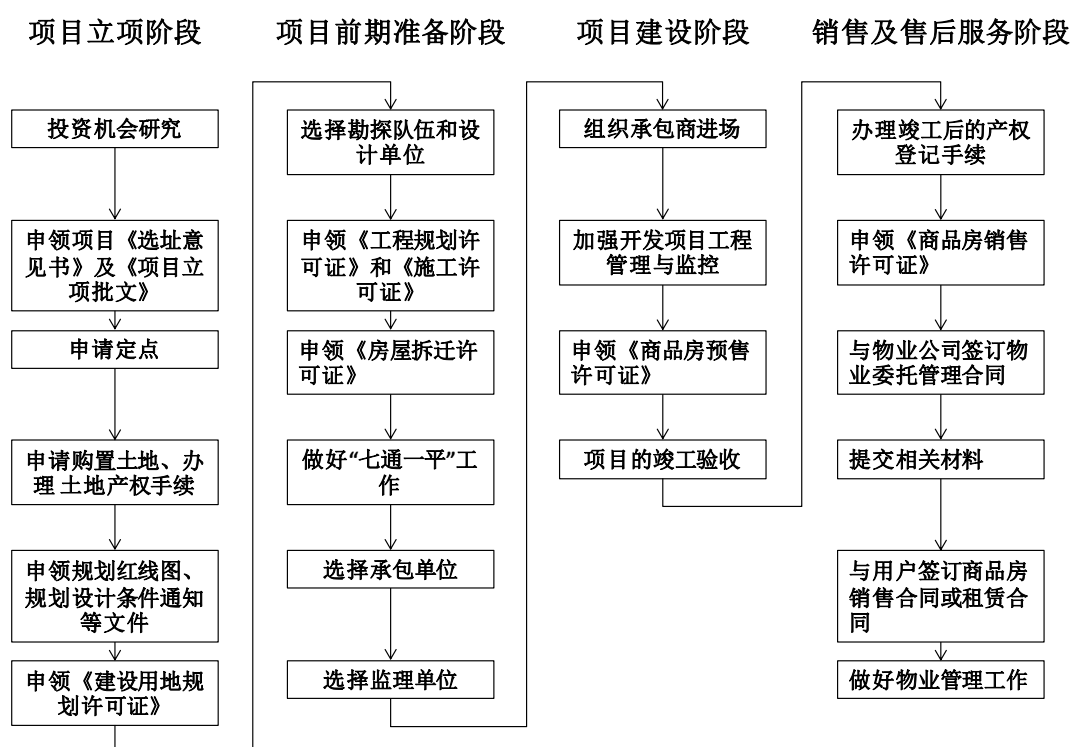 项目立项阶段
投资机会研究
申领项目《选址意
见书》及《项目立
项批文》
申请定点
申请购置土地、办
理 土地产权手续
申领规划红线图、
规划设计条件通知
等文件
申领《建设用地规
划许可证》
项目前期准备阶段
选择勘探队伍和设
计单位
申领《工程规划许
可证》和《施工许
可证》
申领《房屋拆迁许
可证》
做好“七通一平”工
作
选择承包单位
选择监理单位
项目建设阶段
组织承包商进场
加强开发项目工程
管理与监控
申领《商品房预售
许可证》
项目的竣工验收
销售及售后服务阶段
办理竣工后的产权
登记手续
申领《商品房销售
许可证》
与物业公司签订物
业委托管理合同
提交相关材料
与用户签订商品房
销售合同或租赁合
同
做好物业管理工作